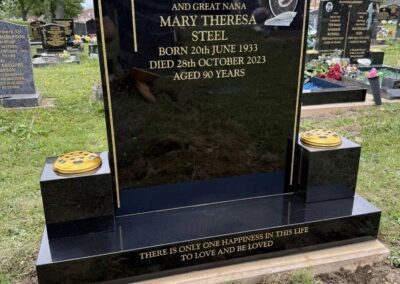 AND GREAT NANA
MARY THERESA
STEEL
BORN 20th JUNE 1933
DIED 28th OCTOBER 2023
AGED 90 YEARS
THERE IS ONLY ONE HAPPINESS IN THIS LIFE
TO LOVE AND BE LOVED